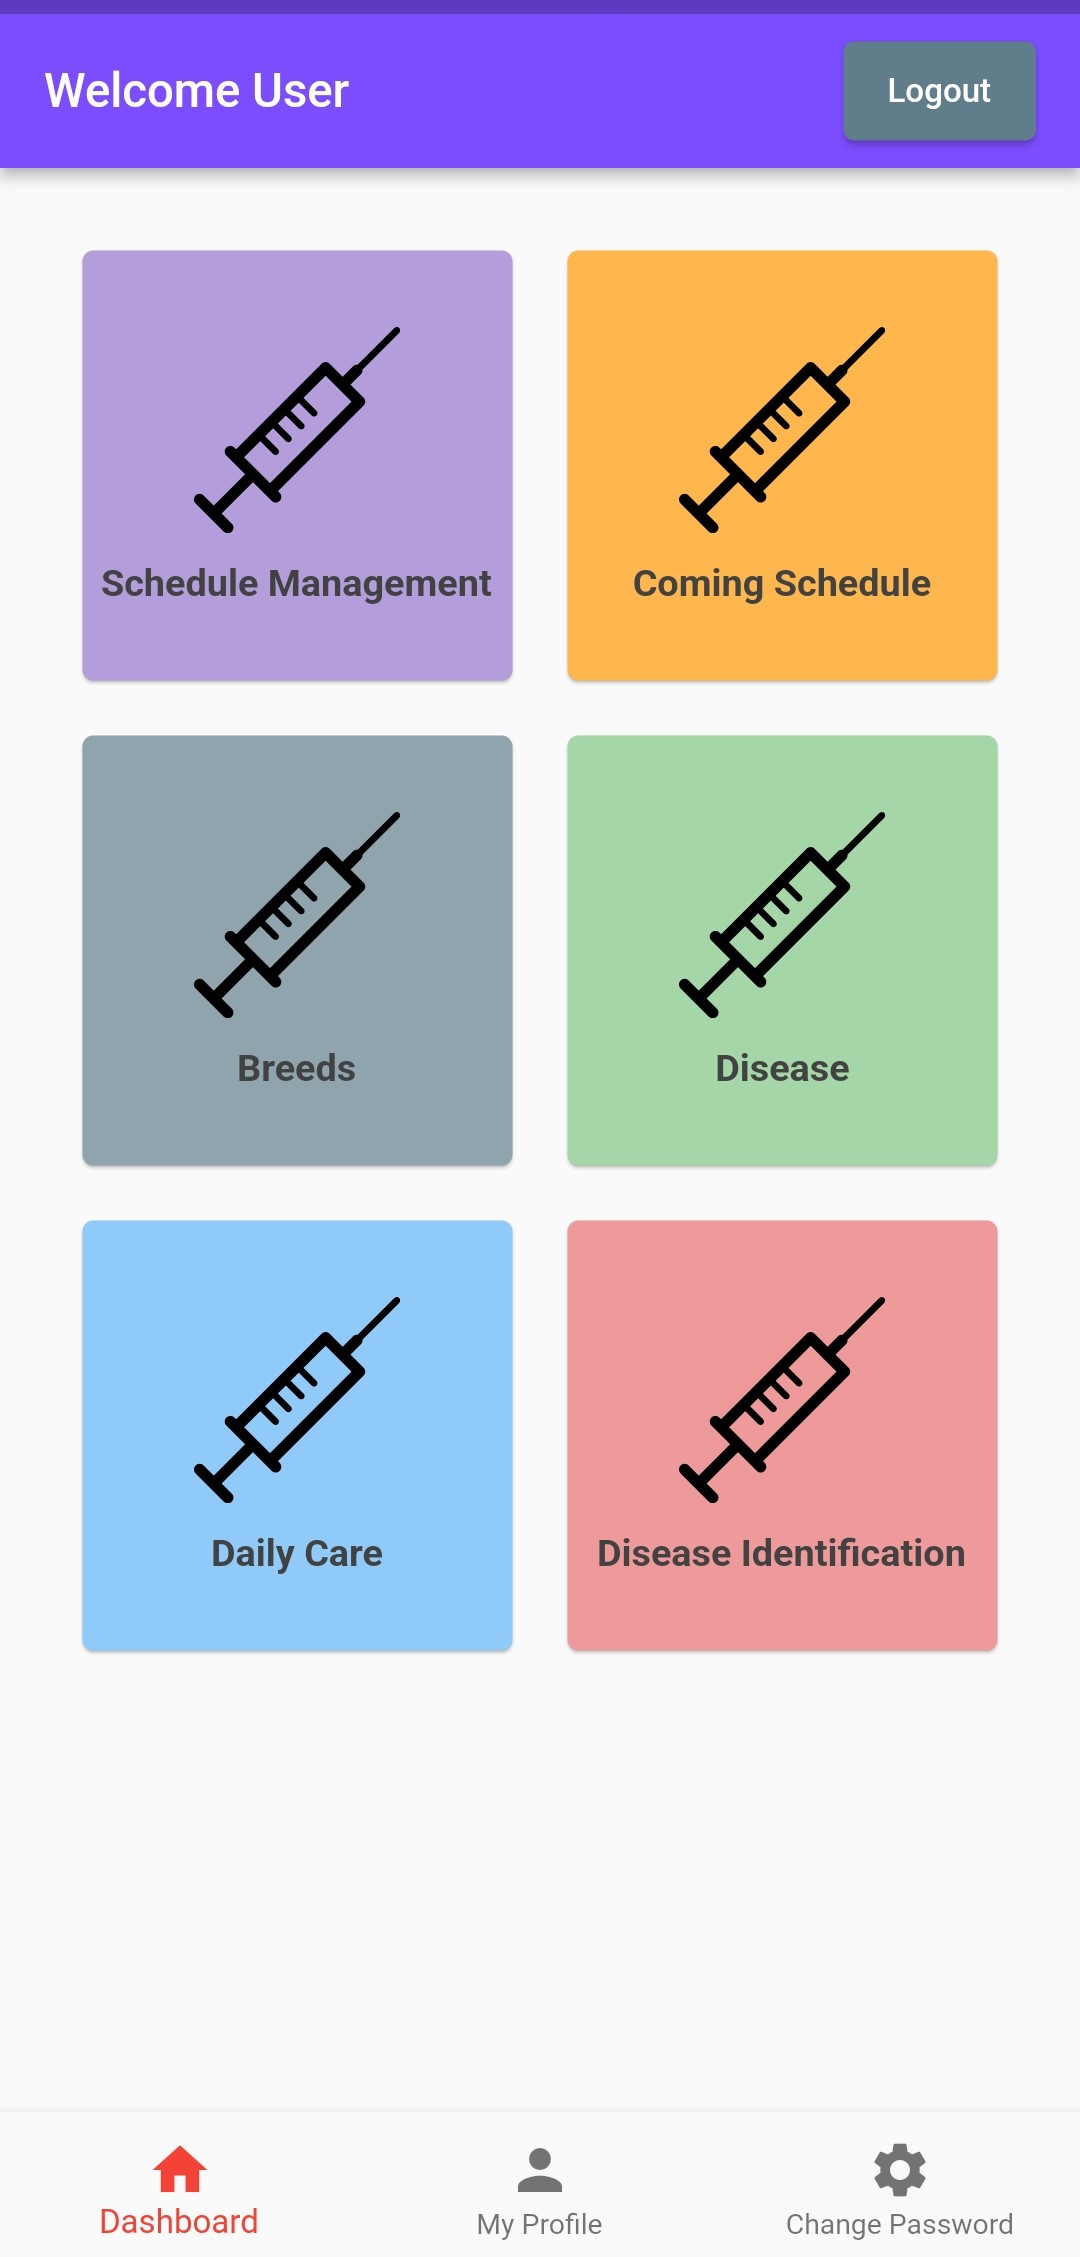 Welcome User
Logout
Schedule Management
Coming Schedule
Breeds
Disease
Daily Care
Disease Identification
Dashboard
My Profile
Change Password